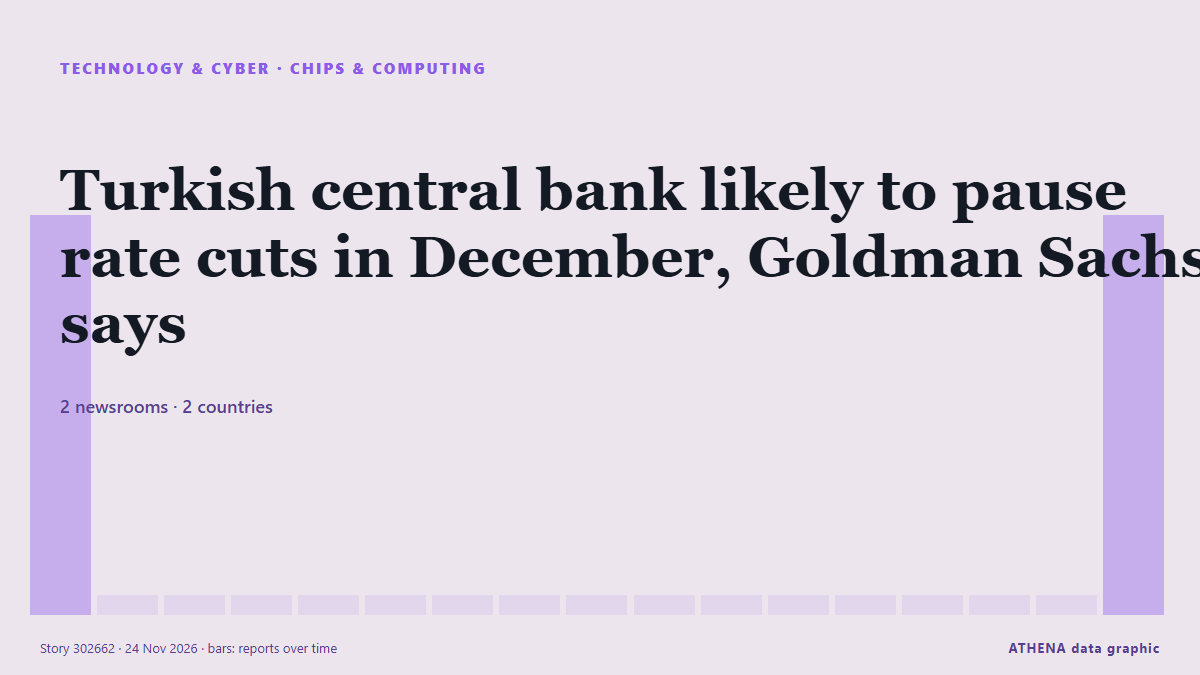 TECHNOLOGY & CYBER · CHIPS & COMPUTING
Turkish central bank likely to pause
rate cuts in December, Goldman Sachs
says
2 newsrooms · 2 countries
Story 302662 · 24 Nov 2026 · bars: reports over time
ATHENA data graphic